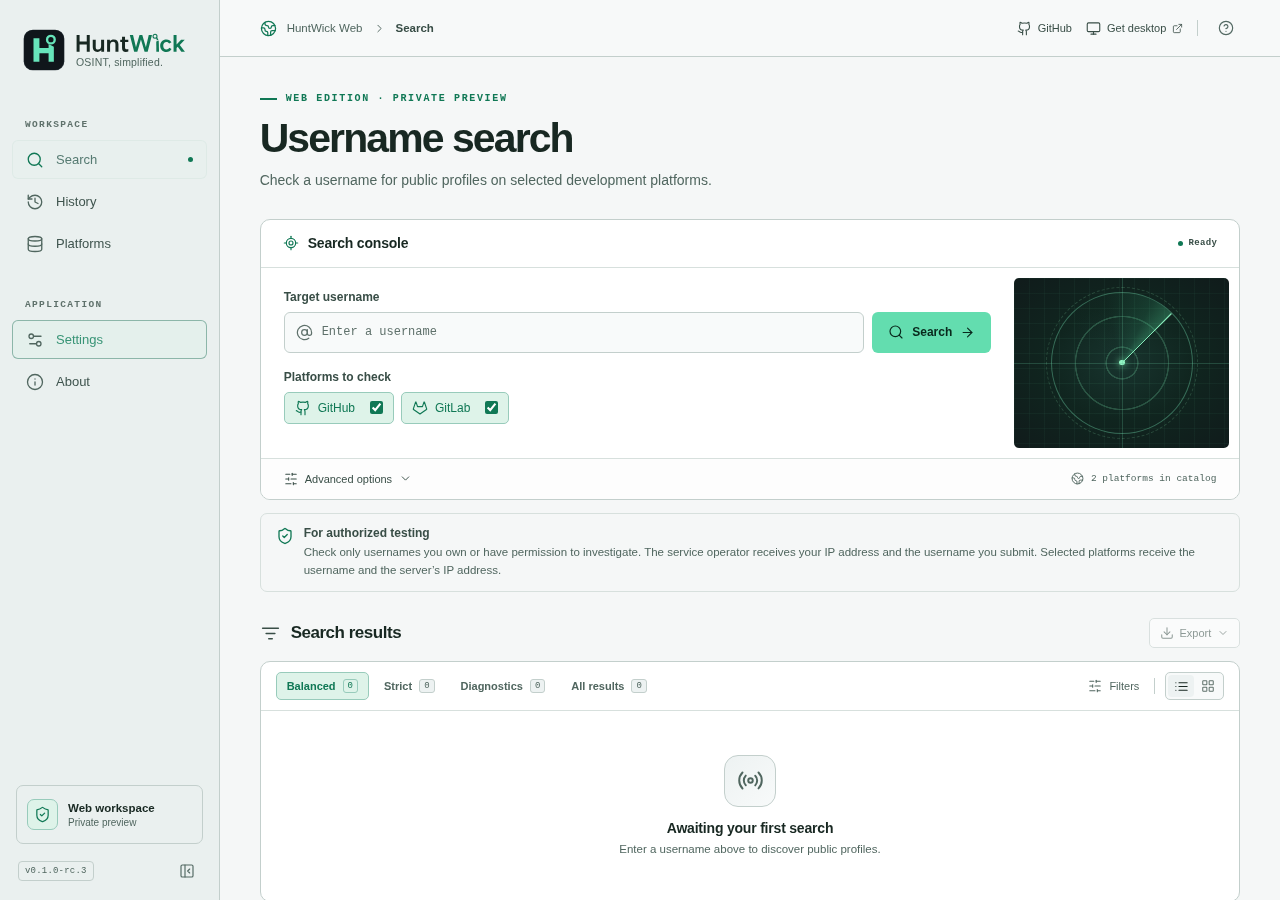 HuntWick
OSINT, simplified.
WORKSPACE
Search
History
Platforms
APPLICATION
Settings
About
Web workspace
Private preview
v0.1.0-rc.3
HuntWick Web
Search
GitHub
Get desktop
WEB EDITION · PRIVATE PREVIEW
Username search
Check a username for public profiles on selected development platforms.
Search console
Ready
Target username
Enter a username
Search
Platforms to check
GitHub
GitLab
Advanced options
2 platforms in catalog
For authorized testing
Check only usernames you own or have permission to investigate. The service operator receives your IP address and the username you submit. Selected platforms receive the
username and the server’s IP address.
Search results
Export
Balanced 0
Strict 0
Diagnostics 0
All results 0
Filters
Awaiting your first search
Enter a username above to discover public profiles.